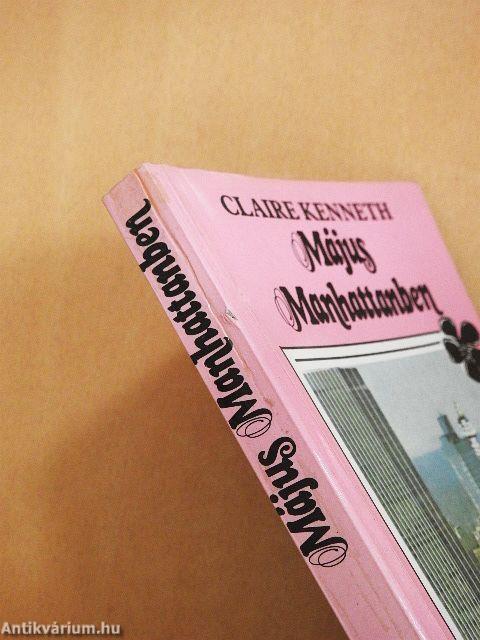 CLAIRE KENNETH
Május
Manhattanben
Május Manhattanben
Antikvárium.hu